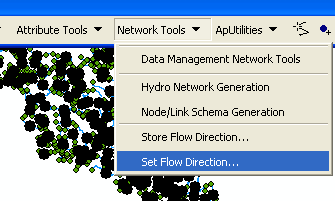 Attribute Tools Network Tools ApUtilities
Data Management Network Tools
Hydro Network Generation
Node/Link Schema Generation
Store Flow Direction...
Set Flow Direction...